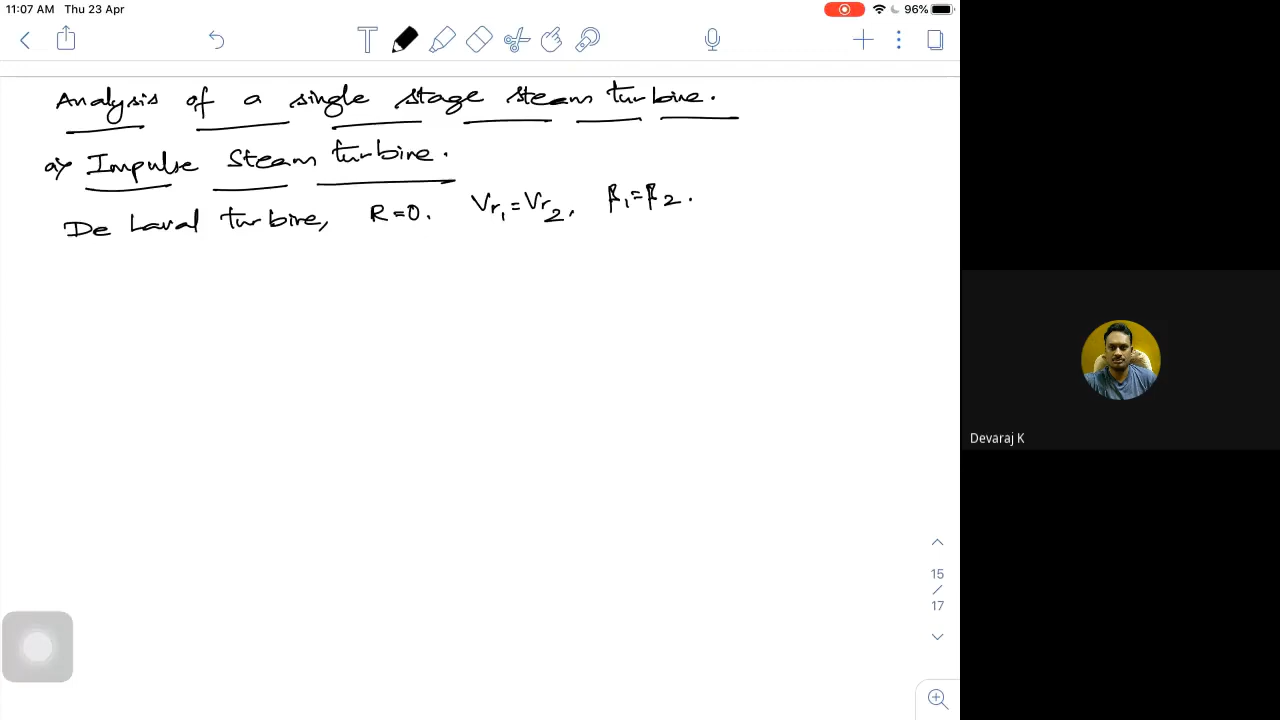 11:07 AM Thu 23 Apr
96%
Analysis of a single stage steam turbine.
a) Impulse steam turbine.
De Laval turbine, R=0. Vr₁=Vr₂, β₁=β₂.
Devaraj K
15
/
17